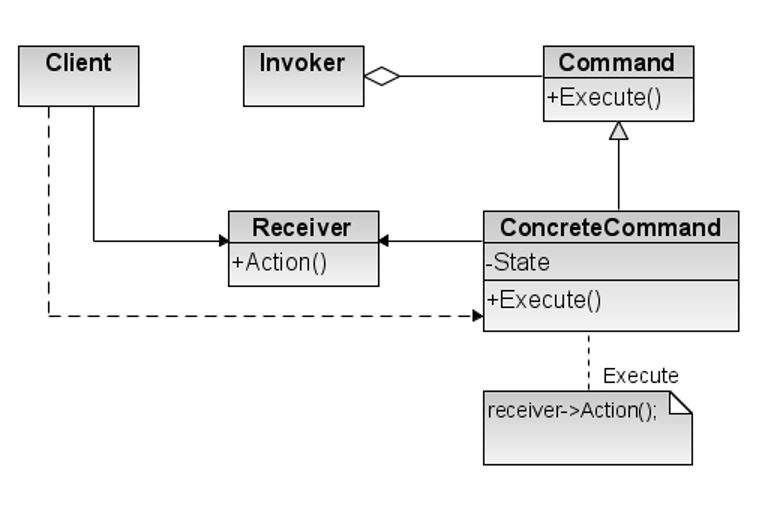 Client
Invoker
Command
+Execute()
Receiver
+Action()
ConcreteCommand
-State
+Execute()
Execute
receiver->Action();